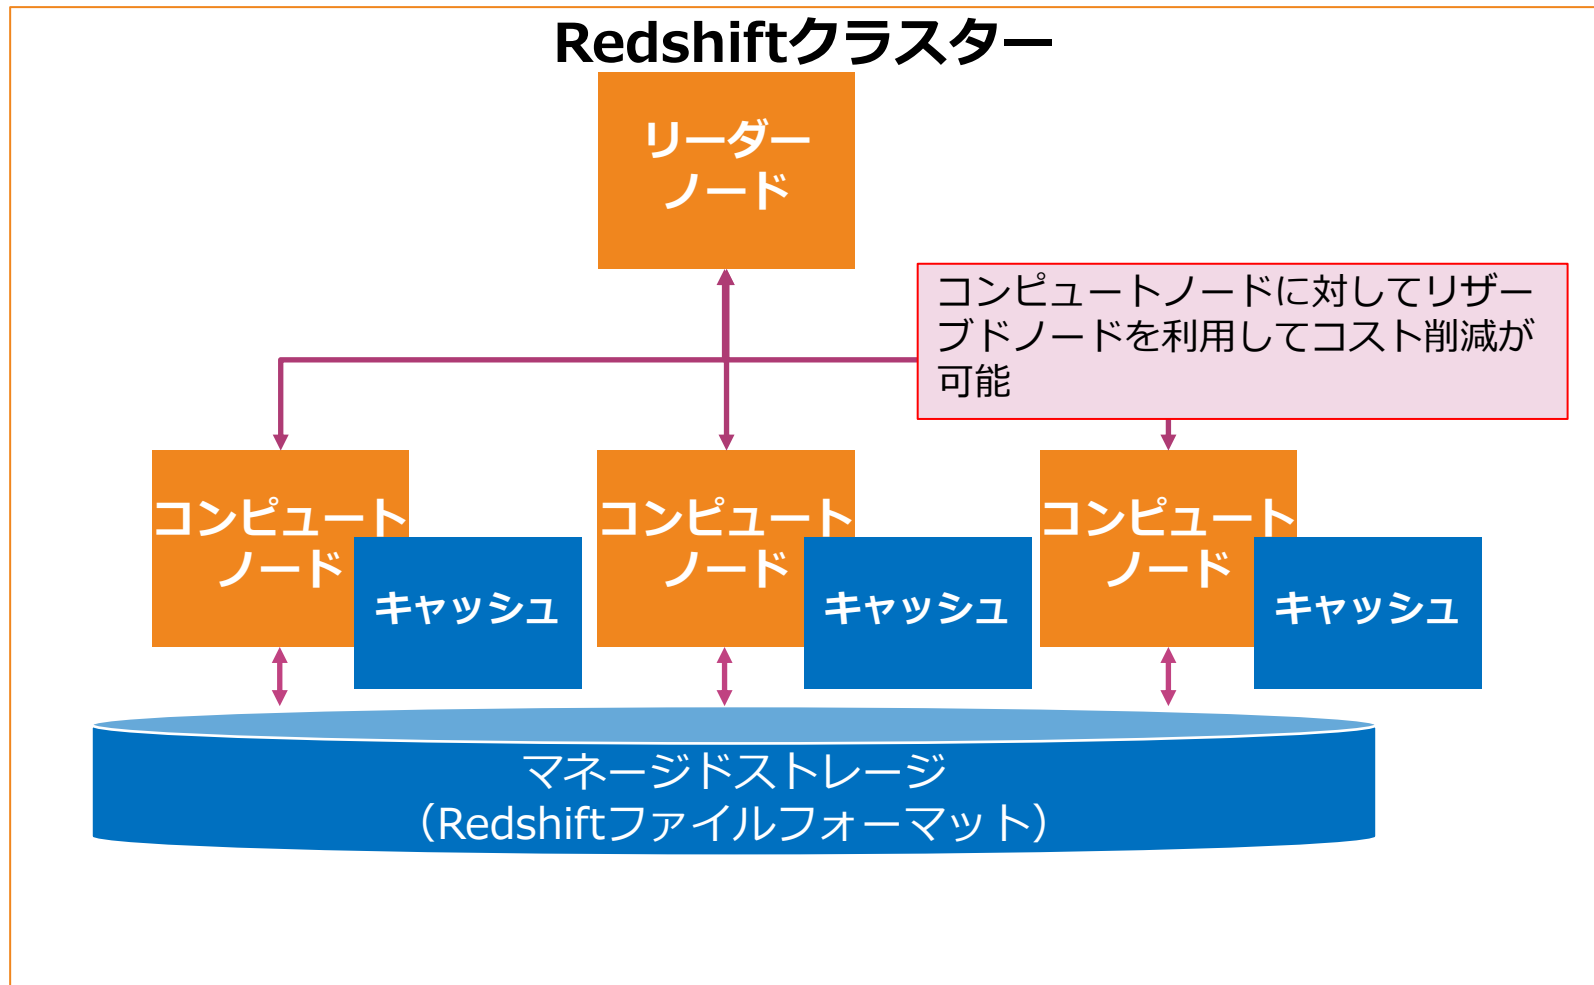 Redshiftクラスター
リーダー
ノード
コンピュートノードに対してリザー
ブドノードを利用してコスト削減が
可能
コンピュート
ノード
キャッシュ
コンピュート
ノード
キャッシュ
コンピュート
ノード
キャッシュ
マネージドストレージ
（Redshiftファイルフォーマット）